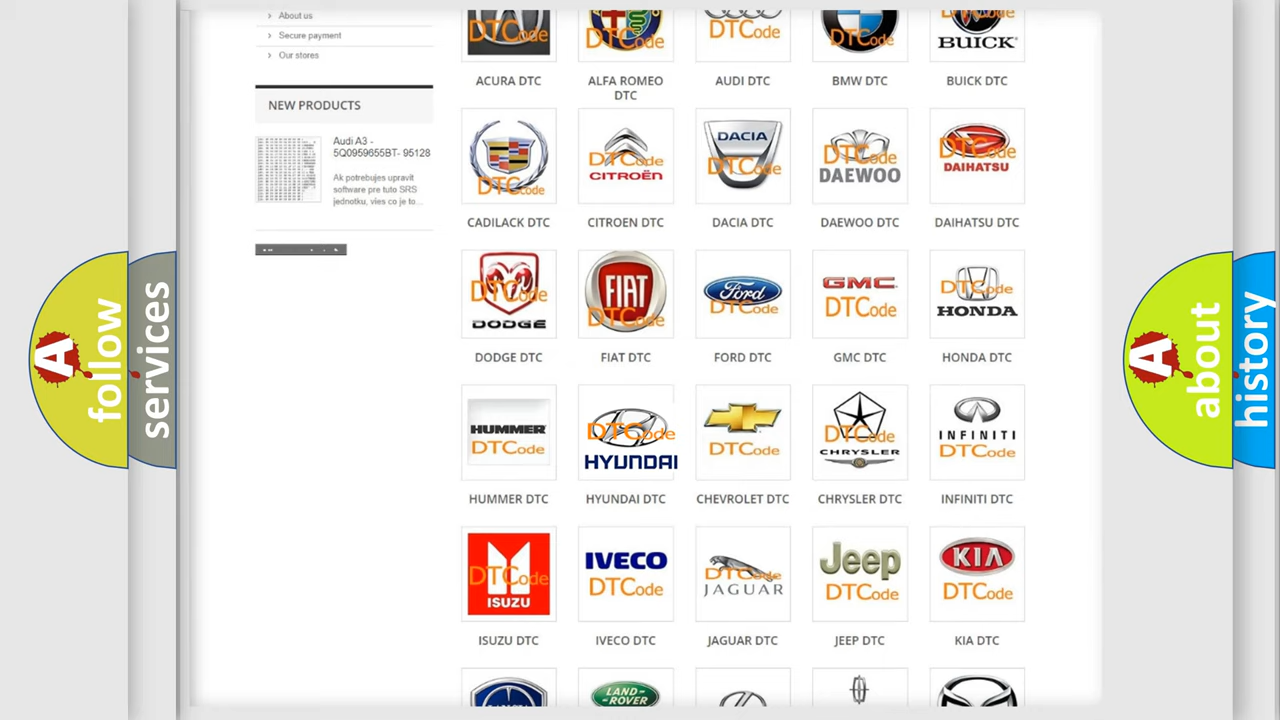 About us
Secure payment
Our stores
NEW PRODUCTS
Audi A3 -
5Q0959655BT- 95128
Ak potrebujes upravit
software pre tuto SRS
jednotku, vies co je to...
DTCode DTCode DTCode DTCode BUICK
ACURA DTC ALFA ROMEO DTC AUDI DTC BMW DTC BUICK DTC
DTCode DTCode CITROËN DACIA DTCode DTCode DAEWOO DTCode DAIHATSU
CADILACK DTC CITROEN DTC DACIA DTC DAEWOO DTC DAIHATSU DTC
DTCode DODGE FIAT DTCode Ford DTCode GMC DTCode DTCode HONDA
DODGE DTC FIAT DTC FORD DTC GMC DTC HONDA DTC
HUMMER DTCode DTCode HYUNDAI DTCode DTCode CHRYSLER INFINITI DTCode
HUMMER DTC HYUNDAI DTC CHEVROLET DTC CHRYSLER DTC INFINITI DTC
DTCode ISUZU IVECO DTCode DTCode JAGUAR Jeep DTCode KIA DTCode
ISUZU DTC IVECO DTC JAGUAR DTC JEEP DTC KIA DTC
LAND-ROVER
A follow
services
A about
history